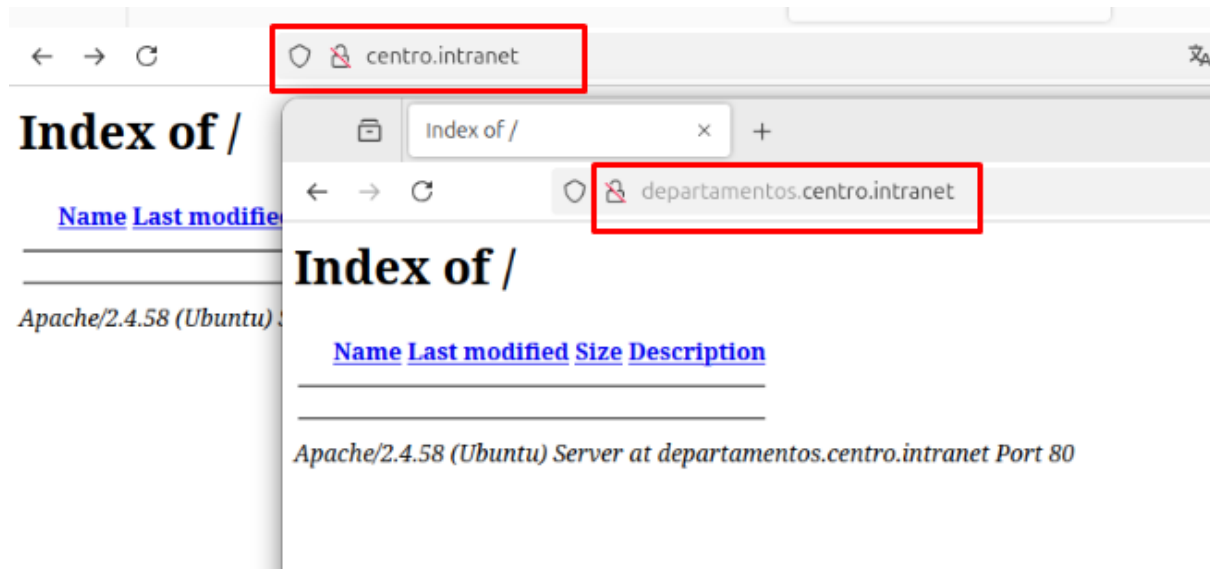 centro.intranet
Index of /
Name Last modified
Apache/2.4.58 (Ubuntu)
Index of /
departamentos.centro.intranet
Index of /
Name Last modified Size Description
Apache/2.4.58 (Ubuntu) Server at departamentos.centro.intranet Port 80